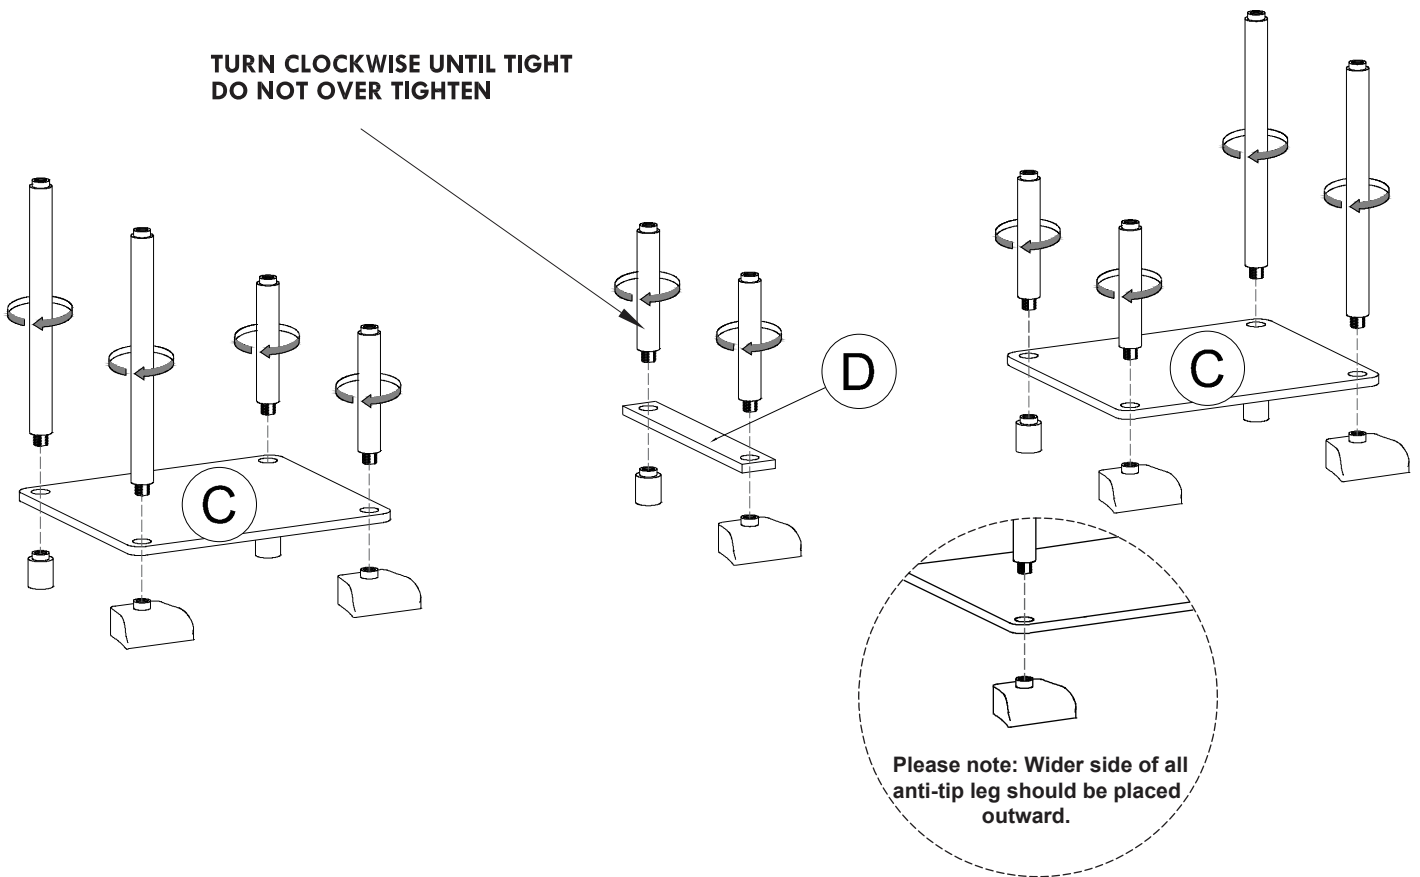 TURN CLOCKWISE UNTIL TIGHT
DO NOT OVER TIGHTEN
D
C
C
Please note: Wider side of all
anti-tip leg should be placed
outward.